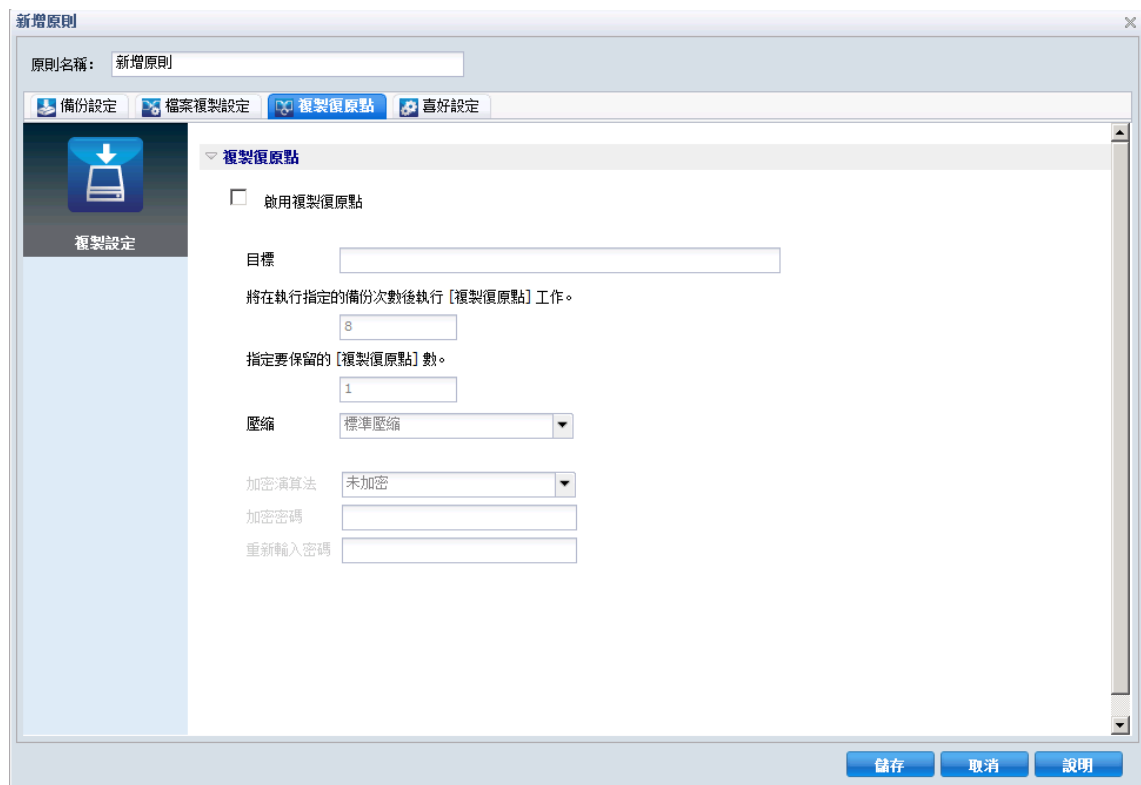 新增原則
原則名稱： 新增原則
備份設定 檔案複製設定 複製復原點 喜好設定
複製設定
複製復原點
啟用複製復原點
目標
將在執行指定的備份次數後執行 [複製復原點] 工作。
8
指定要保留的 [複製復原點] 數。
1
壓縮 標準壓縮
加密演算法 未加密
加密密碼
重新輸入密碼
儲存 取消 說明